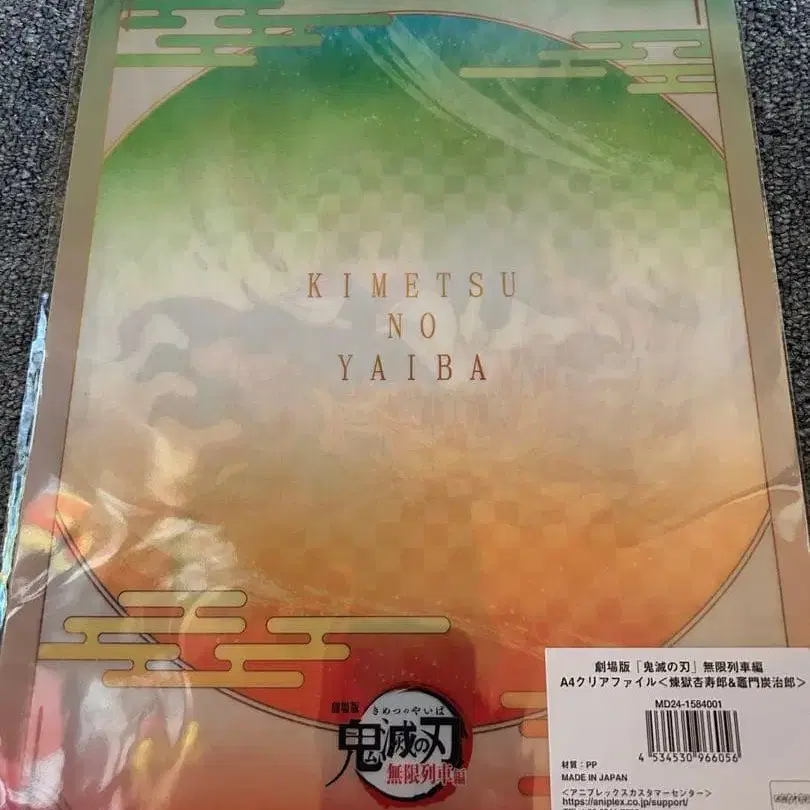 KIMETSU
NO
YAIBA
劇場版
きめつのやいば
鬼滅の刃
無限列車編
劇場版「鬼滅の刃」無限列車編
A4クリアファイル<煉獄杏寿郎&竈門炭治郎>
MD24-1584001
4 534530 966056
材質：PP
MADE IN JAPAN
<アニプレックスカスタマーセンター>
https://aniplex.co.jp/support/